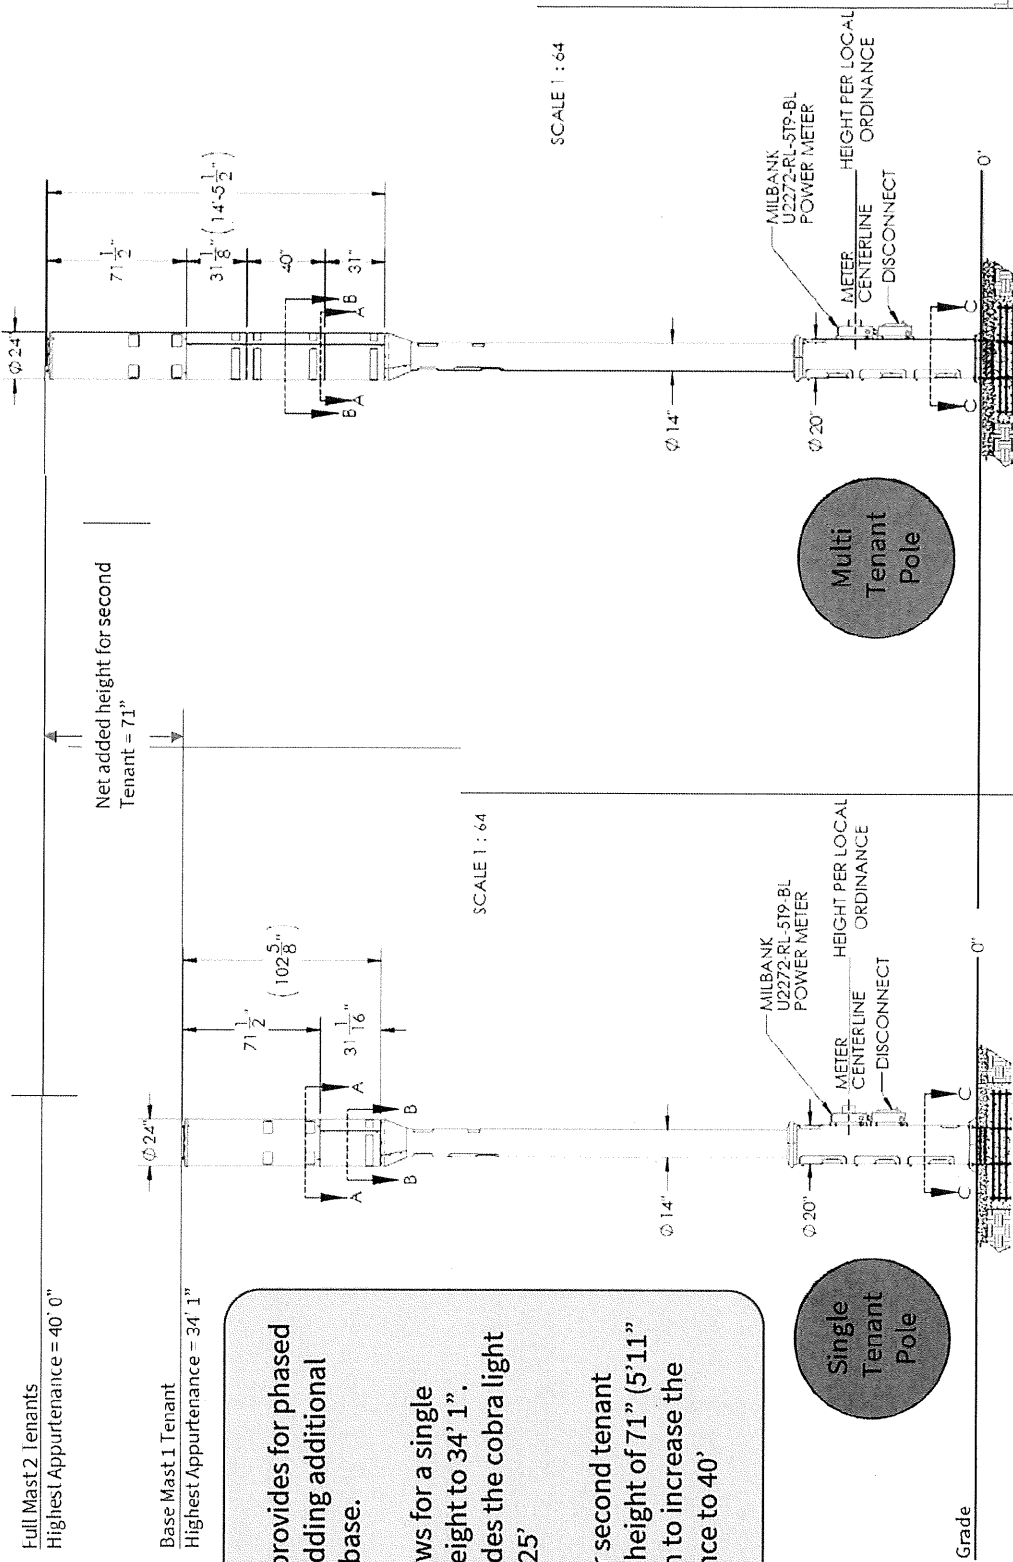 Full Mast 2 Tenants
Highest Appurtenance = 40' 0"
Base Mast 1 Tenant
Highest Appurtenance = 34' 1"
provides for phased
dding additional
base.
ws for a single
eight to 34' 1".
des the cobra light
25'
r second tenant
height of 71" (5'11"
n to increase the
nce to 40'
Single
Tenant
Pole
Grade
Ø 24"
71 1/2"
31 1/16"
(102 5/8")
A
A
B
B
Ø 14"
Ø 20"
C
C
SCALE 1 : 64
MILBANK
U2272-RL-5T9-BL
POWER METER
METER
CENTERLINE
HEIGHT PER LOCAL
ORDINANCE
DISCONNECT
0"
Net added height for second
Tenant = 71"
Multi
Tenant
Pole
Ø 24"
71 1/2"
31 1/8"
40"
31"
(14'-5 1/2")
B
B
A
A
Ø 14"
Ø 20"
C
C
SCALE 1 : 64
MILBANK
U2272-RL-5T9-BL
POWER METER
METER
CENTERLINE
HEIGHT PER LOCAL
ORDINANCE
DISCONNECT
0"